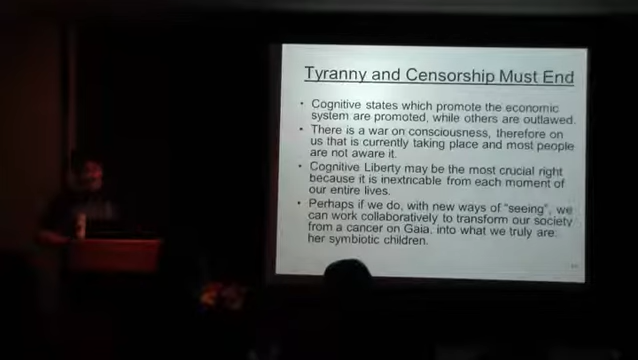 Tyranny and Censorship Must End
• Cognitive states which promote the economic
system are promoted, while others are outlawed.
• There is a war on consciousness, therefore on
us that is currently taking place and most people
are not aware it.
• Cognitive Liberty may be the most crucial right
because it is inextricable from each moment of
our entire lives.
• Perhaps if we do, with new ways of "seeing", we
can work collaboratively to transform our society
from a cancer on Gaia, into what we truly are:
her symbiotic children.